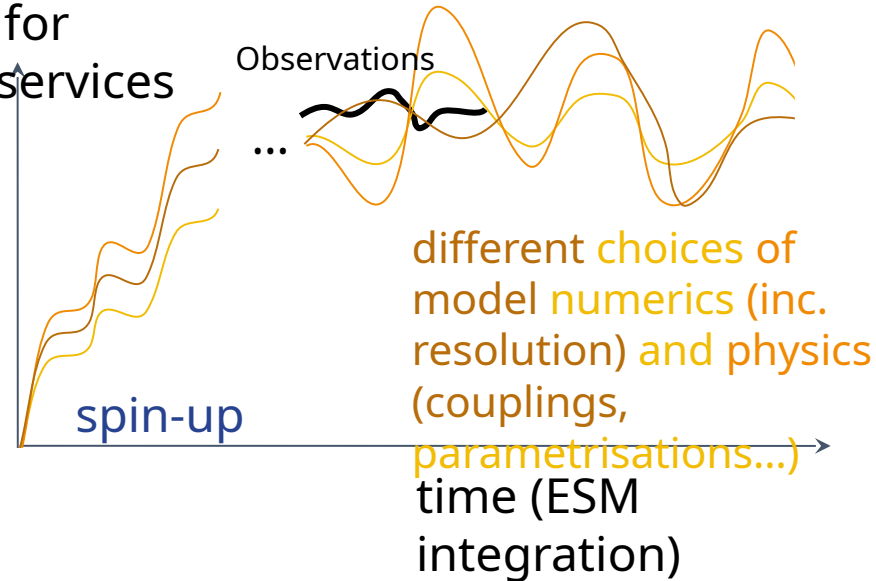 for
services
Observations
...
different choices of
model numerics (inc.
resolution) and physics
(couplings,
parametrisations...)
spin-up
time (ESM
integration)